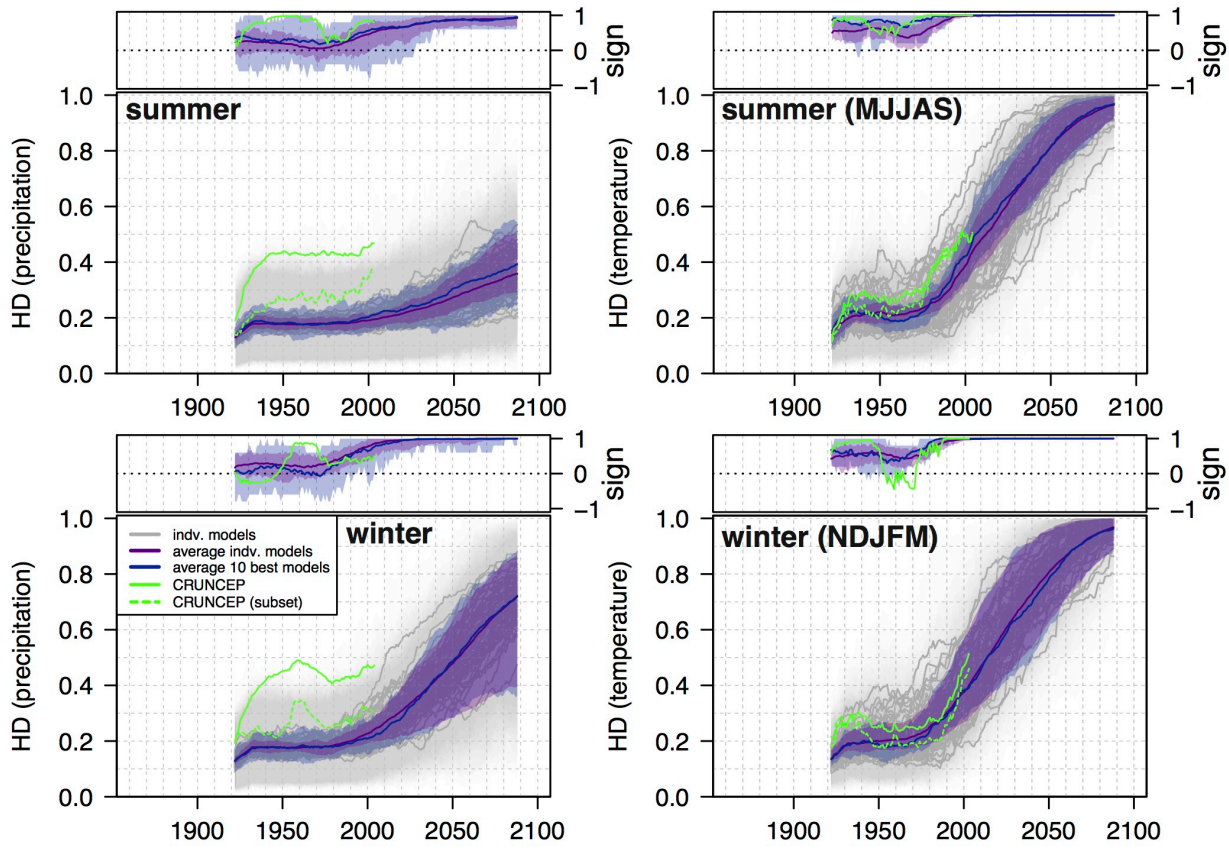 1
0
−1
sign
1
0
−1
sign
summer
1.0
0.8
0.6
0.4
0.2
0.0
HD (precipitation)
1900 1950 2000 2050 2100
summer (MJJAS)
1.0
0.8
0.6
0.4
0.2
0.0
HD (temperature)
1900 1950 2000 2050 2100
1
0
−1
sign
1
0
−1
sign
winter
indv. models
average indv. models
average 10 best models
CRUNCEP
CRUNCEP (subset)
1.0
0.8
0.6
0.4
0.2
0.0
HD (precipitation)
1900 1950 2000 2050 2100
winter (NDJFM)
1.0
0.8
0.6
0.4
0.2
0.0
HD (temperature)
1900 1950 2000 2050 2100